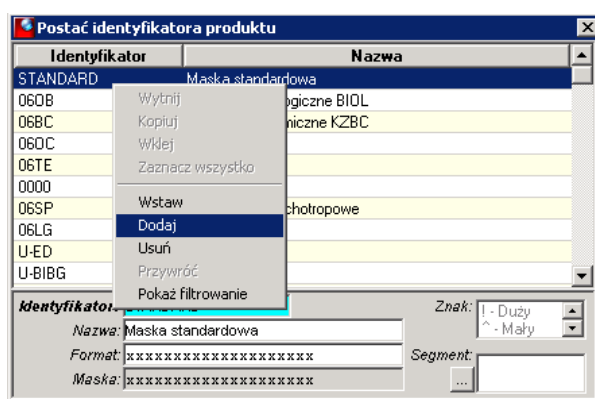 Postać identyfikatora produktu
Identyfikator Nazwa
STANDARD Maska standardowa
06OB ogiczne BIOL
06BC miczne KZBC
06OC
06TE
0000
06SP chotropowe
06LG
U-ED
U-BIBG
Wytnij
Kopiuj
Wklej
Zaznacz wszystko
Wstaw
Dodaj
Usuń
Przywróć
Pokaż filtrowanie
Identyfikator:
Nazwa: Maska standardowa
Format: xxxxxxxxxxxxxxxxxxxx
Maska: xxxxxxxxxxxxxxxxxxxx
Znak: ! - Duży
^ - Mały
Segment:
...